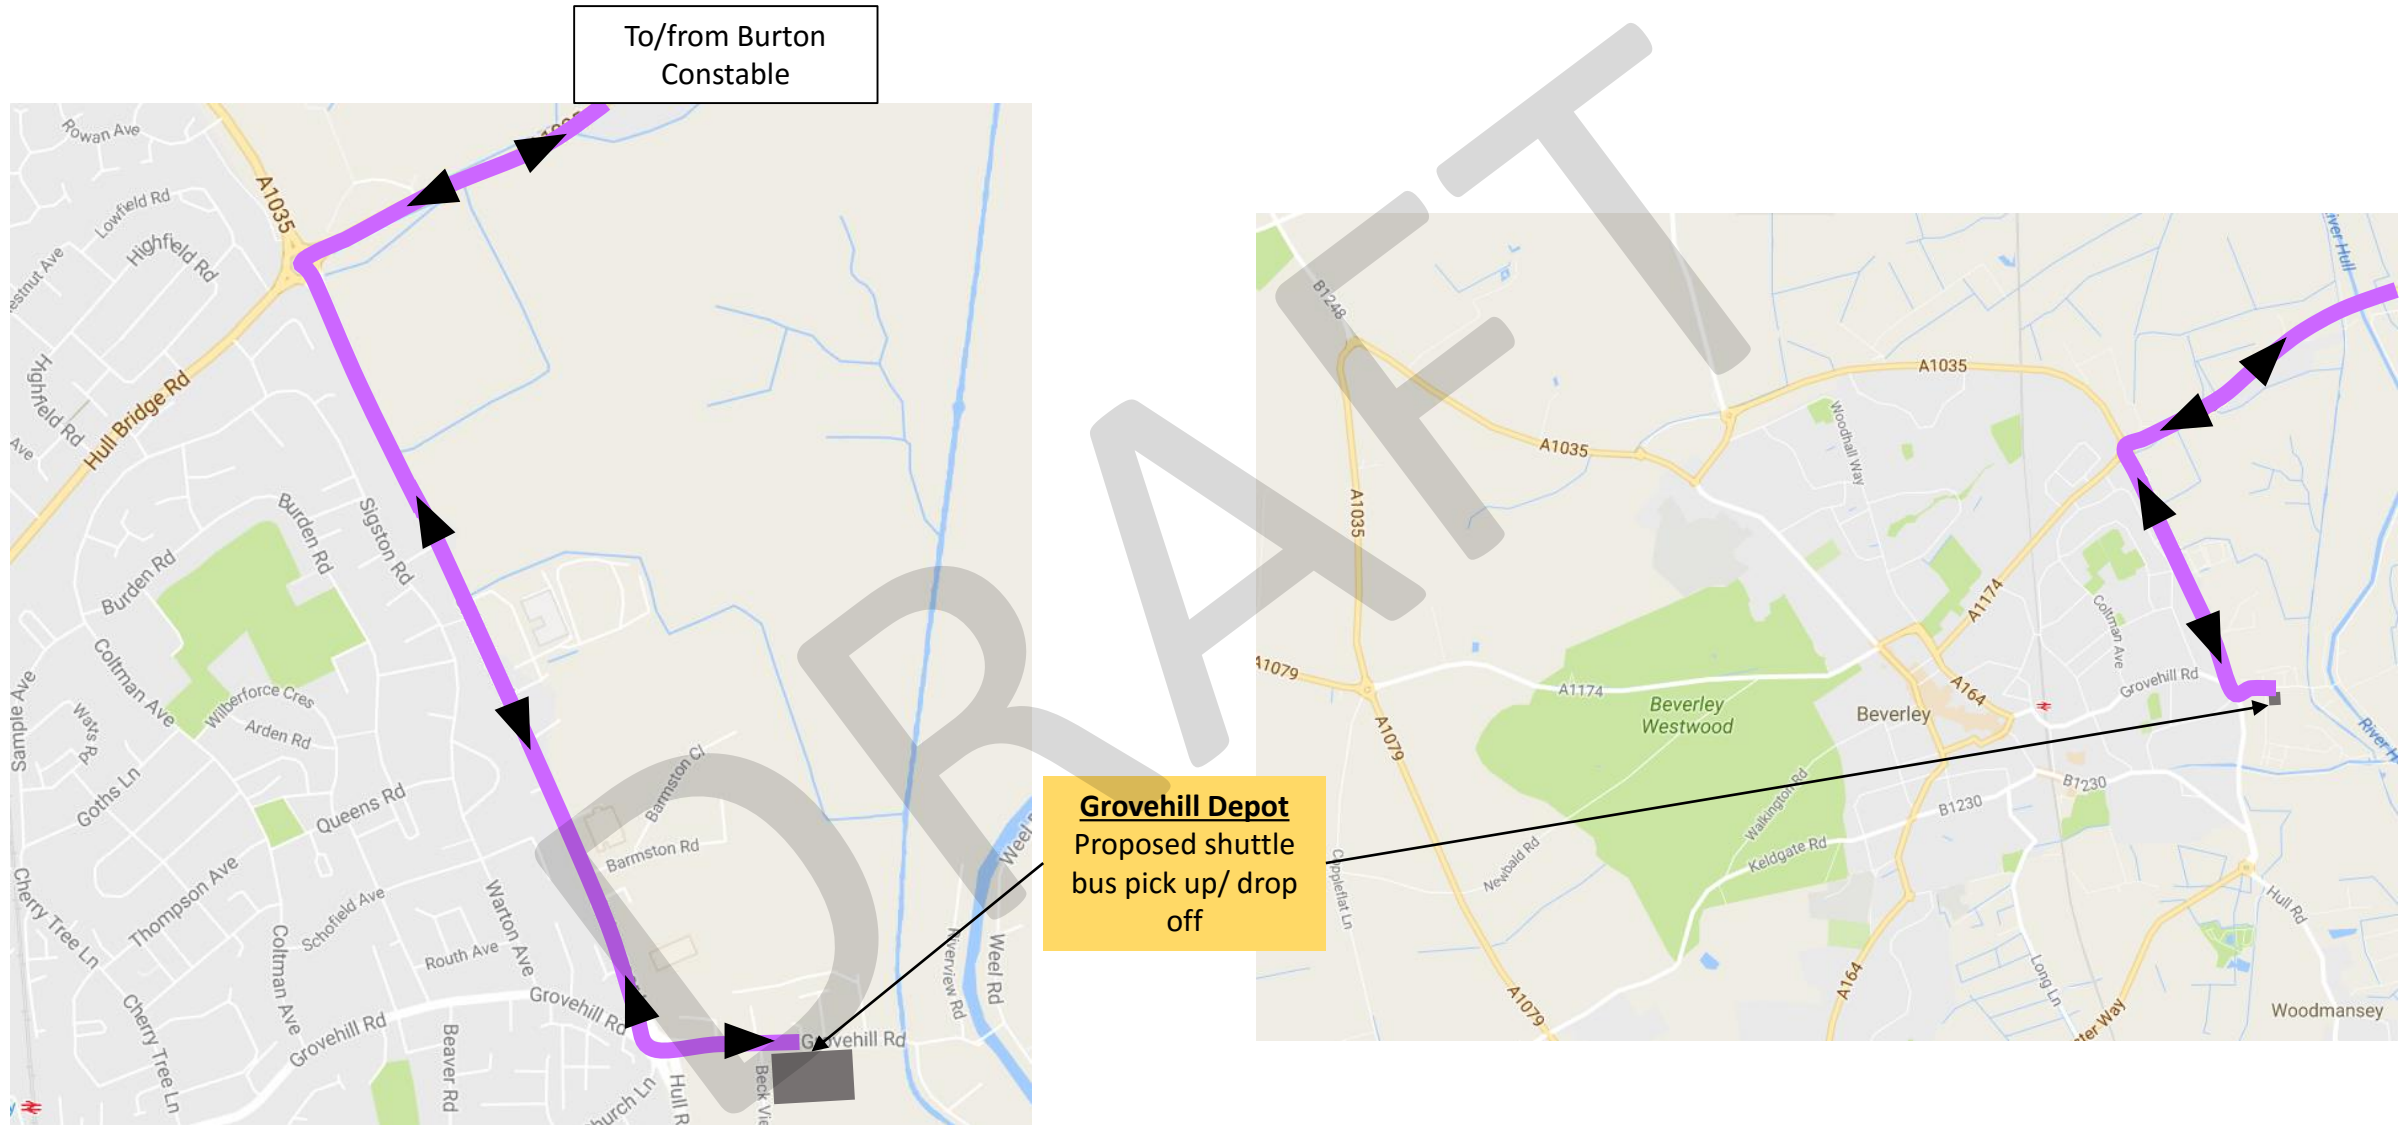 To/from Burton
Constable
Rowan Ave
A1035
Lowfield Rd
Highfield Rd
Highfield Rd
Ave
Hull Bridge Rd
Burden Rd
Sigston Rd
Burden Rd
Coltman Ave
Wilberforce Cres
Arden Rd
Goths Ln
Queens Rd
Barmston Cl
Barmston Rd
Cherry Tree Ln
Thompson Ave
Schofield Ave
Warton Ave
Routh Ave
Coltman Ave
Grovehill Rd
Cherry Tree Ln
Grovehill Rd
Beaver Rd
Grovehill Rd
Riverview Rd
Weel Rd
DRAFT
Grovehill Depot
Proposed shuttle
bus pick up/ drop
off
B1248
A1035
A1035
A1035
Woodhall Way
A1174
Coltman Ave
A1079
A1174
Beverley
Westwood
Beverley
A164
Grovehill Rd
A1079
Walkington Rd
B1230
B1230
Newbald Rd
Keldgate Rd
Coppleflat Ln
Hull Rd
Long Ln
A164
A1079
Woodmansey